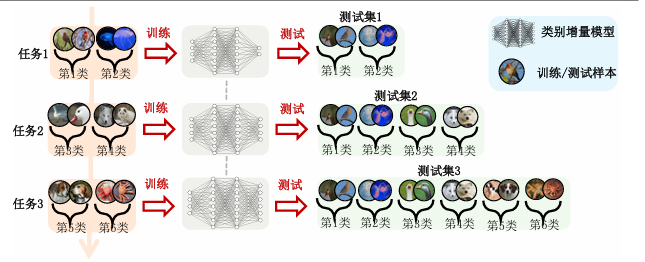 测试集1
任务1
训练
测试
第1类
第2类
第1类
第2类
类别增量模型
训练/测试样本
测试集2
任务2
训练
测试
第3类
第4类
第1类
第2类
第3类
第4类
测试集3
任务3
训练
测试
第5类
第6类
第1类
第2类
第3类
第4类
第5类
第6类